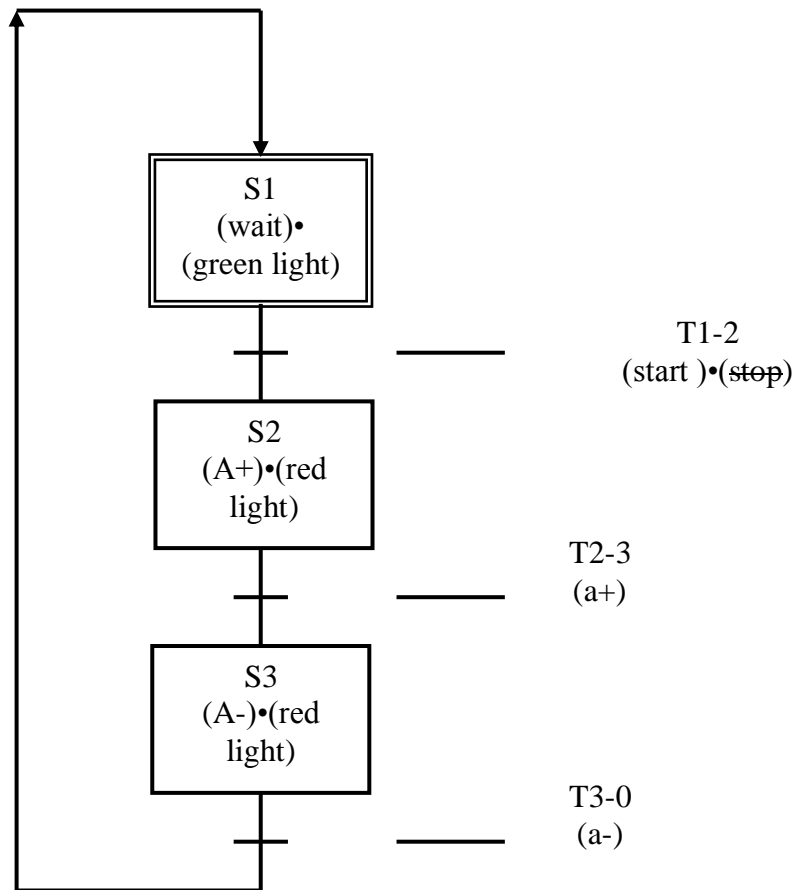 S1
(wait)•
(green light)
T1-2
(start )•(stop)
S2
(A+)•(red
light)
T2-3
(a+)
S3
(A-)•(red
light)
T3-0
(a-)